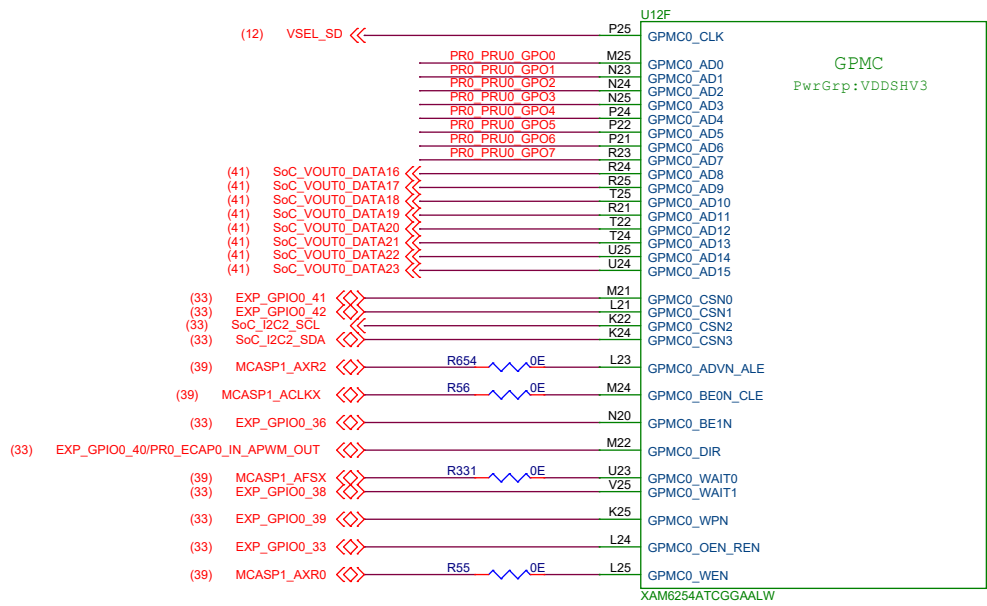 U12F
(12) VSEL_SD P25 GPMC0_CLK
GPMC
PwrGrp:VDDSHV3
PR0_PRU0_GPO0 M25 GPMC0_AD0
PR0_PRU0_GPO1 N23 GPMC0_AD1
PR0_PRU0_GPO2 N24 GPMC0_AD2
PR0_PRU0_GPO3 N25 GPMC0_AD3
PR0_PRU0_GPO4 P24 GPMC0_AD4
PR0_PRU0_GPO5 P22 GPMC0_AD5
PR0_PRU0_GPO6 P21 GPMC0_AD6
PR0_PRU0_GPO7 R23 GPMC0_AD7
(41) SoC_VOUT0_DATA16 R24 GPMC0_AD8
(41) SoC_VOUT0_DATA17 R25 GPMC0_AD9
(41) SoC_VOUT0_DATA18 T25 GPMC0_AD10
(41) SoC_VOUT0_DATA19 R21 GPMC0_AD11
(41) SoC_VOUT0_DATA20 T22 GPMC0_AD12
(41) SoC_VOUT0_DATA21 T24 GPMC0_AD13
(41) SoC_VOUT0_DATA22 U25 GPMC0_AD14
(41) SoC_VOUT0_DATA23 U24 GPMC0_AD15
(33) EXP_GPIO0_41 M21 GPMC0_CSN0
(33) EXP_GPIO0_42 L21 GPMC0_CSN1
(33) SoC_I2C2_SCL K22 GPMC0_CSN2
(33) SoC_I2C2_SDA K24 GPMC0_CSN3
(39) MCASP1_AXR2 R654 0E L23 GPMC0_ADVN_ALE
(39) MCASP1_ACLKX R56 0E M24 GPMC0_BE0N_CLE
(33) EXP_GPIO0_36 N20 GPMC0_BE1N
(33) EXP_GPIO0_40/PR0_ECAP0_IN_APWM_OUT M22 GPMC0_DIR
(39) MCASP1_AFSX R331 0E U23 GPMC0_WAIT0
(33) EXP_GPIO0_38 V25 GPMC0_WAIT1
(33) EXP_GPIO0_39 K25 GPMC0_WPN
(33) EXP_GPIO0_33 L24 GPMC0_OEN_REN
(39) MCASP1_AXR0 R55 0E L25 GPMC0_WEN
XAM6254ATCGGAALW